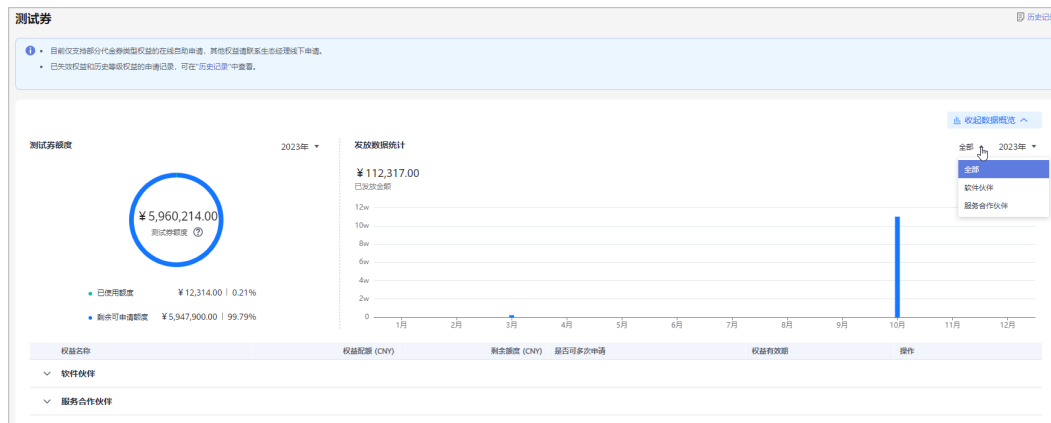 测试券
历史记
目前仅支持部分代金券类型权益的在线自助申请，其他权益请联系生态经理线下申请。
已失效权益和历史等级权益的申请记录，可在"历史记录"中查看。
收起数据概览
测试券额度
2023年
发放数据统计
全部
2023年
¥ 5,960,214.00
测试券额度
已使用额度 ¥ 12,314.00 | 0.21%
剩余可申请额度 ¥ 5,947,900.00 | 99.79%
¥ 112,317.00
已发放金额
全部
软件伙伴
服务合作伙伴
12w
10w
8w
6w
4w
2w
0
1月 2月 3月 4月 5月 6月 7月 8月 9月 10月 11月 12月
权益名称 权益配额 (CNY) 剩余额度 (CNY) 是否可多次申请 权益有效期 操作
软件伙伴
服务合作伙伴